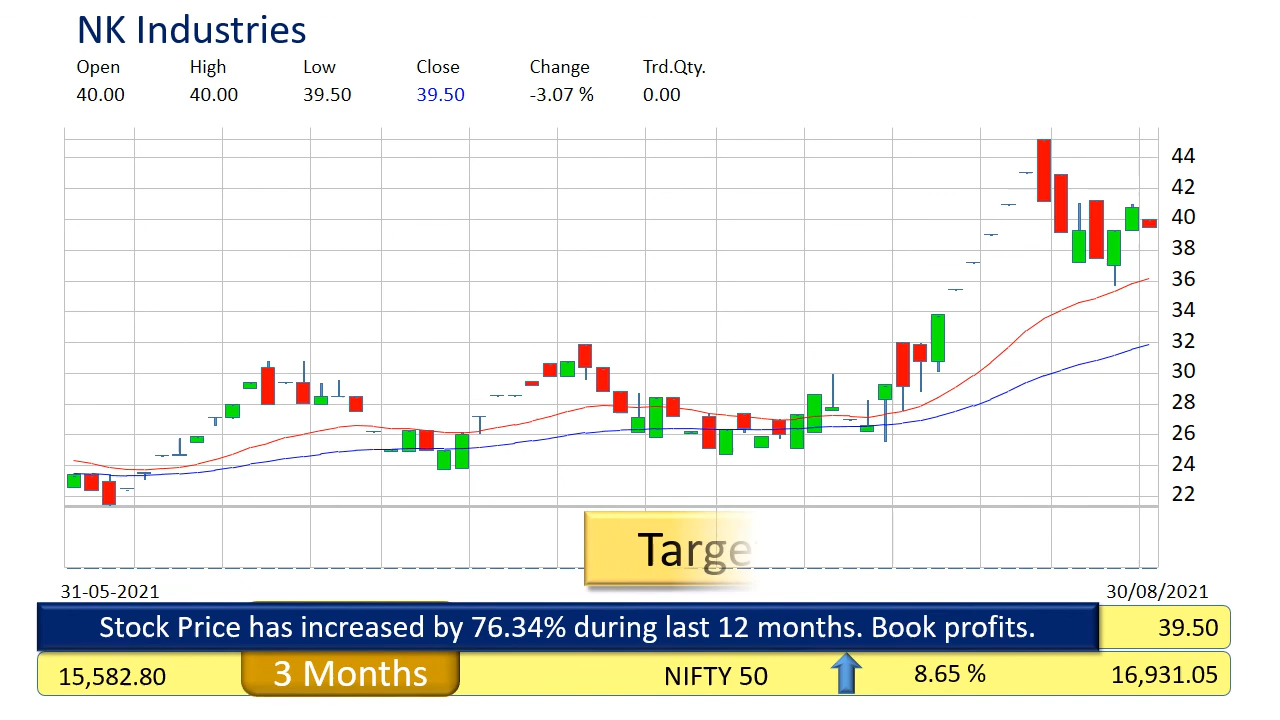 NK Industries
Open High Low Close Change Trd.Qty.
40.00 40.00 39.50 39.50 -3.07 % 0.00
44
42
40
38
36
34
32
30
28
26
24
22
31-05-2021 30/08/2021
Stock Price has increased by 76.34% during last 12 months. Book profits. 39.50
15,582.80 3 Months NIFTY 50 8.65 % 16,931.05